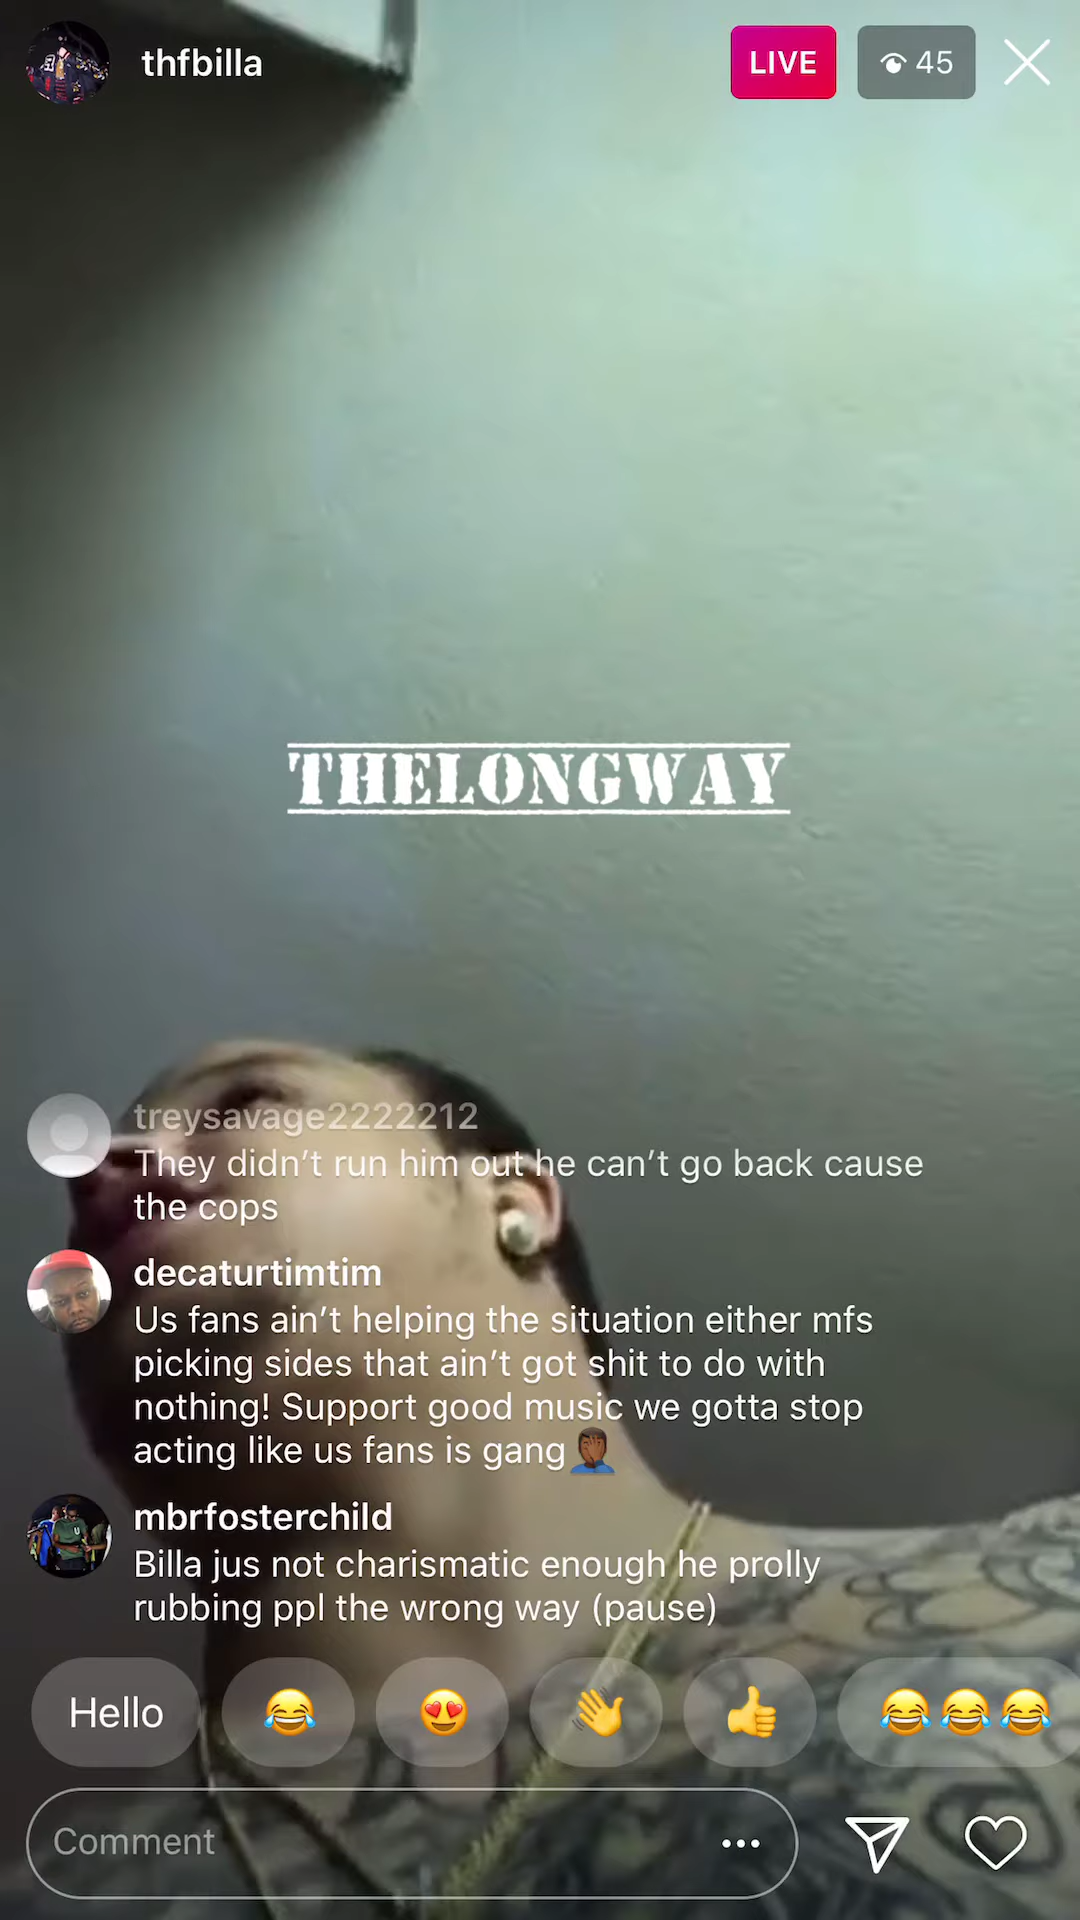 thfbilla
LIVE
45
THELONGWAY
treysavage2222212
They didn’t run him out he can’t go back cause
the cops
decaturtimtim
Us fans ain’t helping the situation either mfs
picking sides that ain’t got shit to do with
nothing! Support good music we gotta stop
acting like us fans is gang🤦🏾‍♂️
mbrfosterchild
Billa jus not charismatic enough he prolly
rubbing ppl the wrong way (pause)
Hello 😂 😍 👋 👍 😂😂😂
Comment